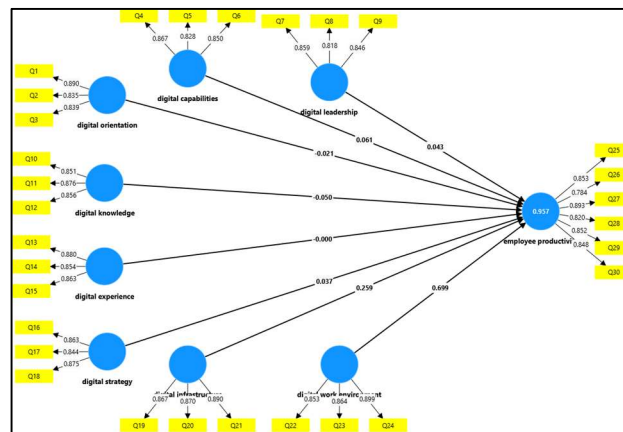 Q4 Q5 Q6
0.867 0.828 0.850
digital capabilities
Q7 Q8 Q9
0.859 0.818 0.846
digital leadership
Q1
Q2
Q3
0.890
0.835
0.839
digital orientation
0.061
0.043
-0.021
Q10
Q11
Q12
0.851
0.876
0.856
digital knowledge
-0.050
Q13
Q14
Q15
0.880
0.854
0.863
digital experience
-0.000
Q16
Q17
Q18
0.863
0.844
0.875
digital strategy
0.037
0.259
0.699
digital infrastructure
0.867 0.870 0.890
Q19 Q20 Q21
digital work environment
0.853 0.864 0.899
Q22 Q23 Q24
0.957
employee productivi
0.853
0.784
0.893
0.820
0.852
0.848
Q25
Q26
Q27
Q28
Q29
Q30